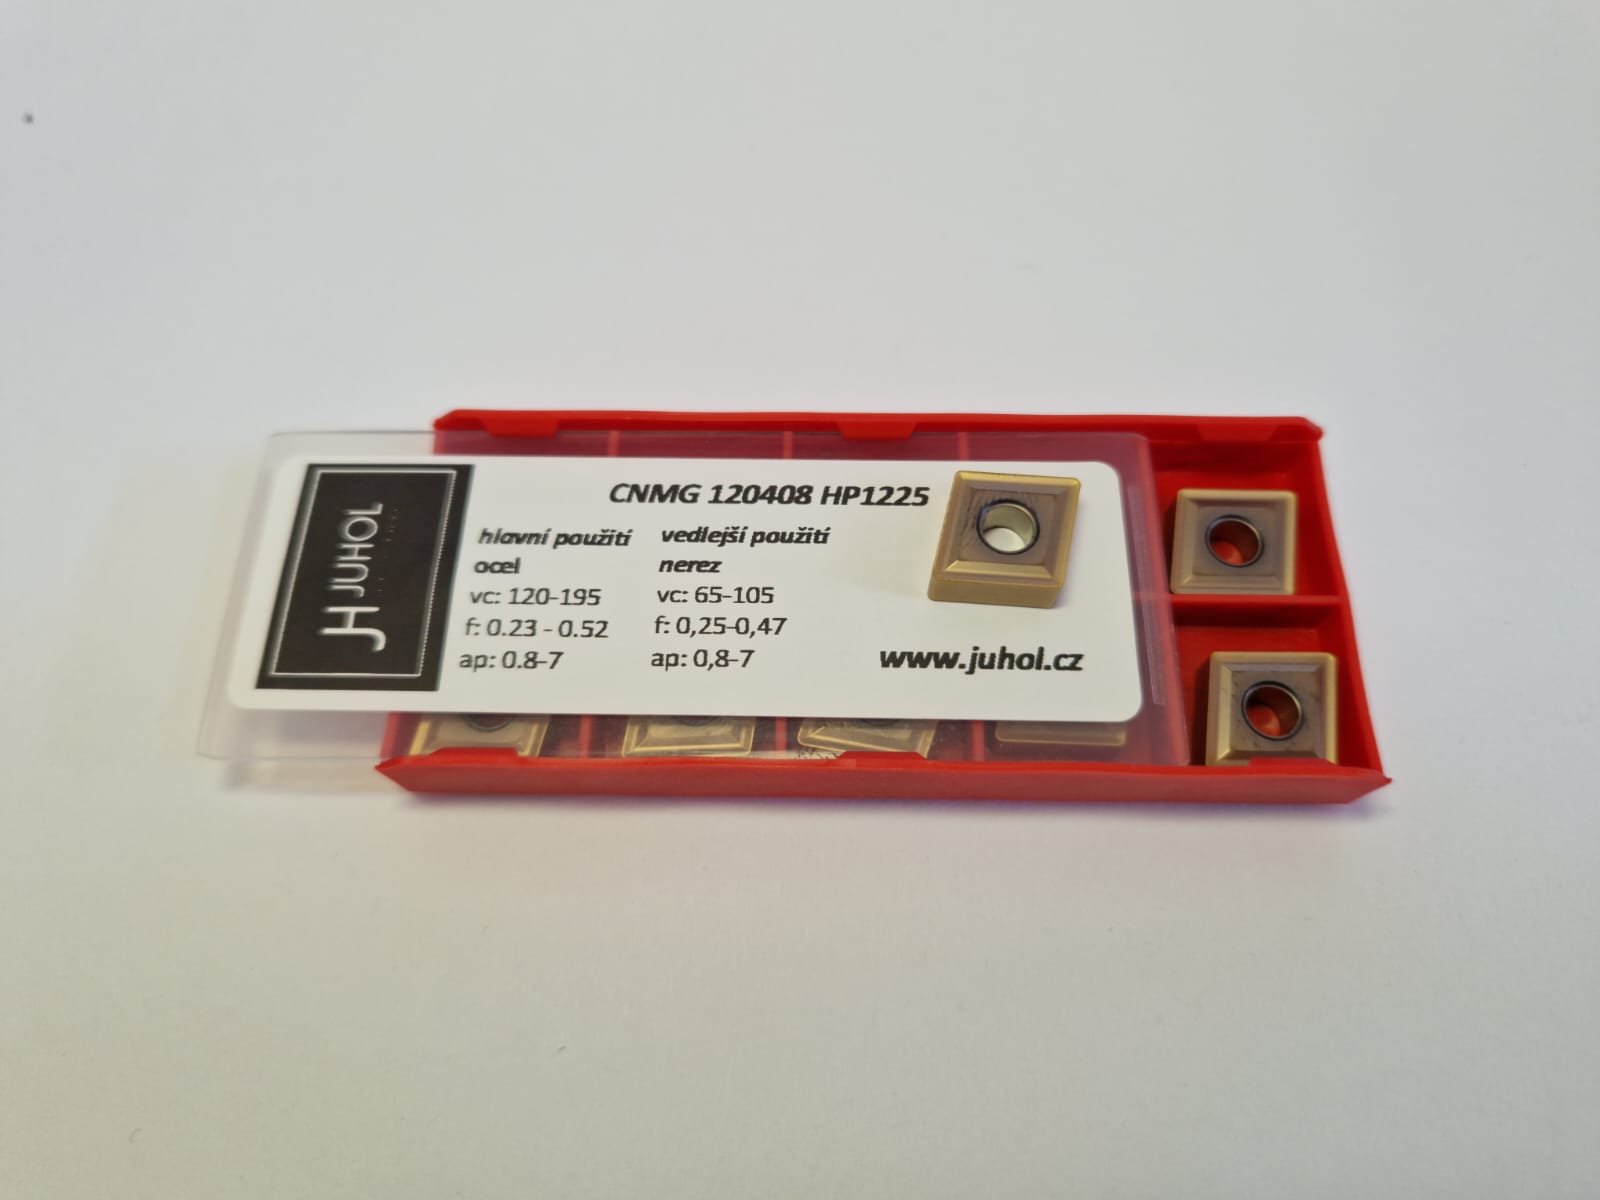 JH JUHOL
CNMG 120408 HP1225
hlavní použití
ocel
vc: 120-195
f: 0.23 - 0.52
ap: 0.8-7
vedlejší použití
nerez
vc: 65-105
f: 0,25-0,47
ap: 0,8-7
www.juhol.cz